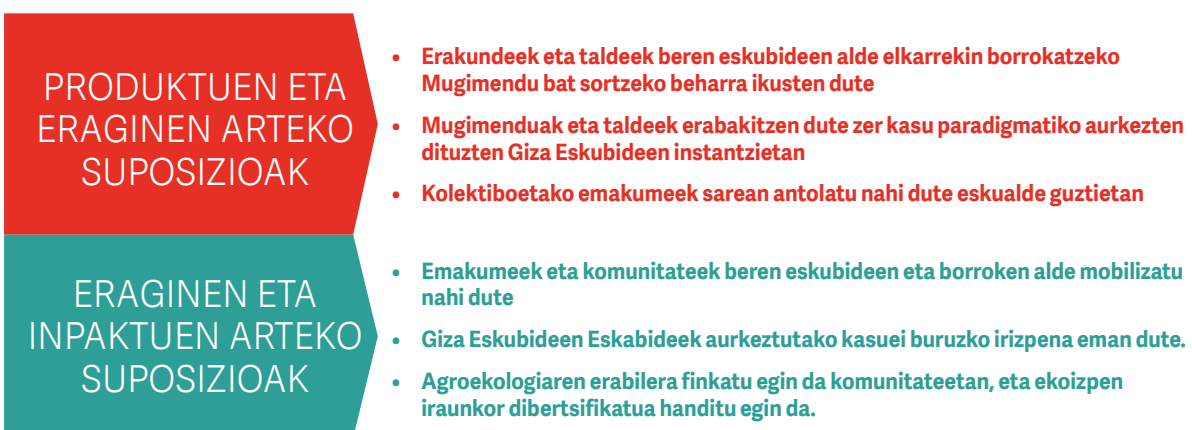 PRODUKTUEN ETA
ERAGINEN ARTEKO
SUPOSIZIOAK
• Erakundeek eta taldeek beren eskubideen alde elkarrekin borrokatzeko
Mugimendu bat sortzeko beharra ikusten dute
• Mugimenduak eta taldeek erabakitzen dute zer kasu paradigmatiko aurkezten
dituzten Giza Eskubideen instantzietan
• Kolektiboetako emakumeek sarean antolatu nahi dute eskualde guztietan
ERAGINEN ETA
INPAKTUEN ARTEKO
SUPOSIZIOAK
• Emakumeek eta komunitateek beren eskubideen eta borroken alde mobilizatu
nahi dute
• Giza Eskubideen Eskabideek aurkeztutako kasuei buruzko irizpena eman dute.
• Agroekologiaren erabilera finkatu egin da komunitateetan, eta ekoizpen
iraunkor dibertsifikatua handitu egin da.